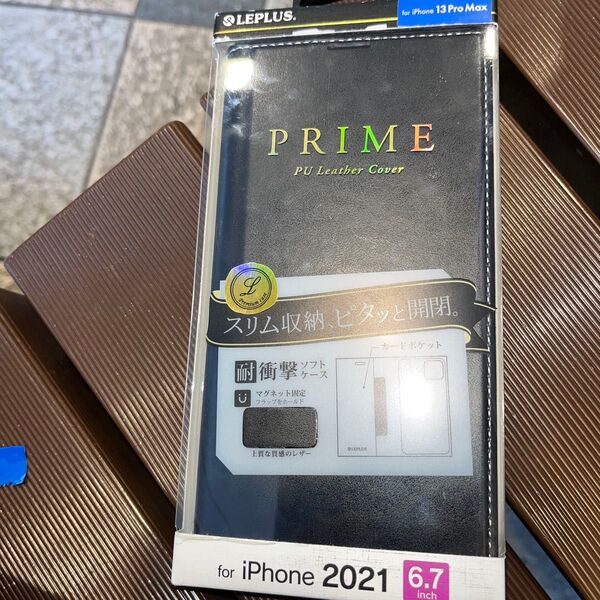 LEPLUS.
for iPhone 13 Pro Max
PRIME
PU Leather Cover
L
Premium case
スリム収納、ピタッと開閉。
耐衝撃ソフトケース
カードポケット
マグネット固定
フラップをホールド
LEPLUS
上質な質感のレザー
for iPhone 2021 6.7 inch